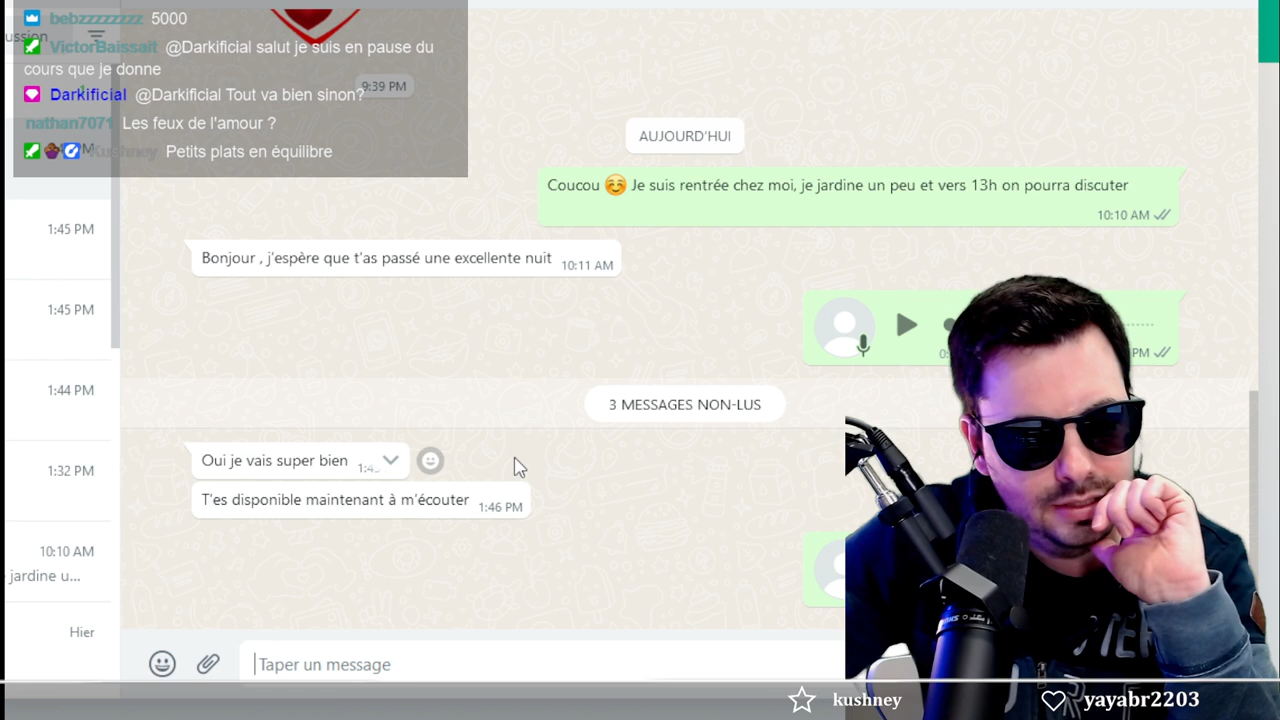 bebzzzzzzzz 5000
ussion
VictorBaissait @Darkificial salut je suis en pause du
cours que je donne
9:39 PM
Darkificial @Darkificial Tout va bien sinon?
nathan7071 Les feux de l'amour ?
Kushney Petits plats en équilibre
AUJOURD'HUI
Coucou 😊 Je suis rentrée chez moi, je jardine un peu et vers 13h on pourra discuter
10:10 AM
1:45 PM
Bonjour , j'espère que t'as passé une excellente nuit 10:11 AM
1:45 PM
PM
1:44 PM
3 MESSAGES NON-LUS
Oui je vais super bien
1:32 PM
T'es disponible maintenant à m'écouter 1:46 PM
10:10 AM
jardine u...
Hier
Taper un message
kushney
yayabr2203